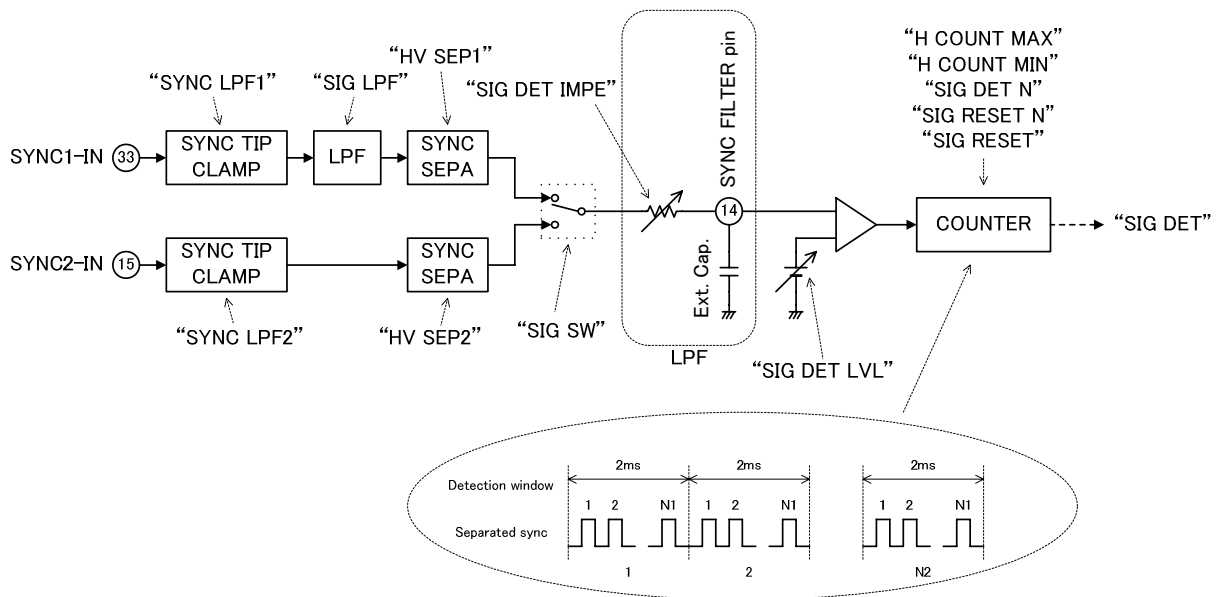 “H COUNT MAX”
“H COUNT MIN”
“SIG DET N”
“SIG RESET N”
“SIG RESET”
“HV SEP1”
“SYNC LPF1”
“SIG LPF”
“SIG DET IMPE”
SYNC FILTER pin
SYNC1-IN
33
SYNC TIP
CLAMP
LPF
SYNC
SEPA
14
COUNTER
“SIG DET”
SYNC2-IN
15
SYNC TIP
CLAMP
SYNC
SEPA
Ext. Cap.
“SYNC LPF2”
“HV SEP2”
“SIG SW”
LPF
“SIG DET LVL”
2ms
2ms
2ms
Detection window
1 2 N1 1 2 N1 1 2 N1
Separated sync
1 2 N2